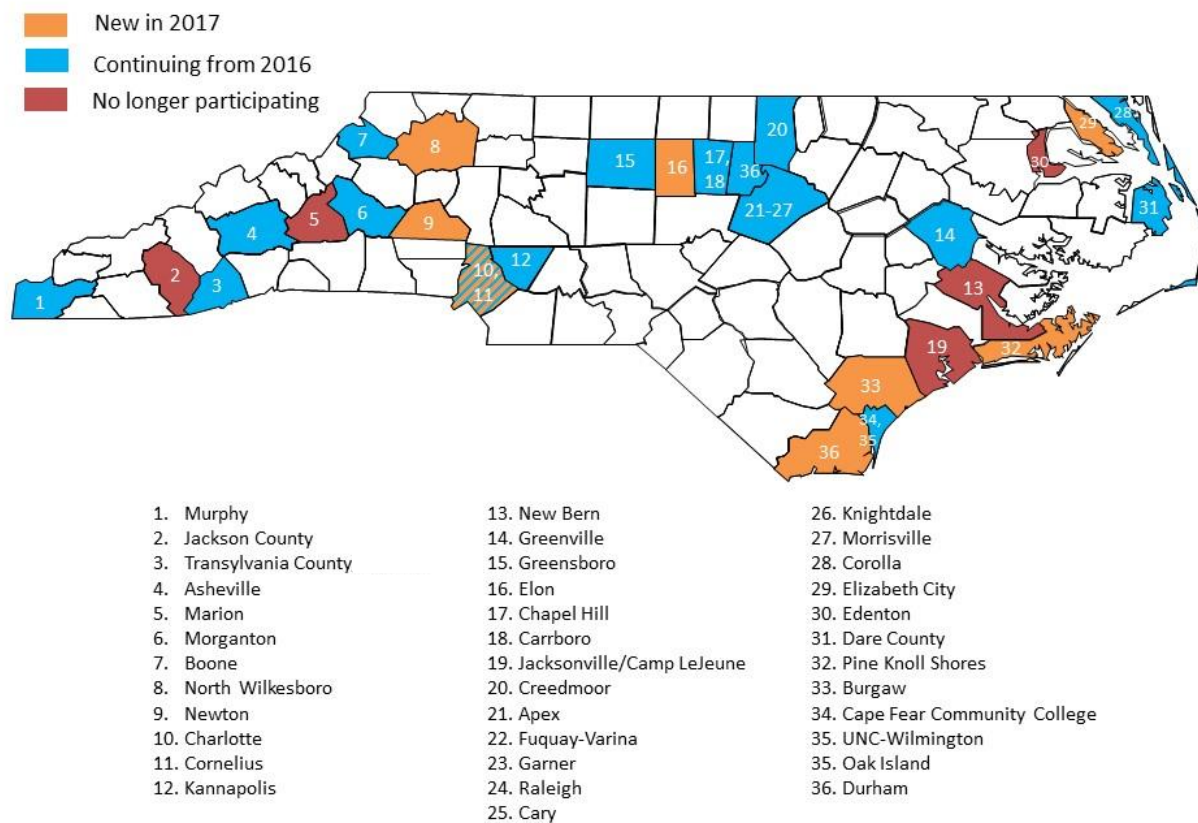 New in 2017
Continuing from 2016
No longer participating
1
2
3
4
5
6
7
8
9
10,
11
12
13
14
15
16
17,
18
19
20
21-27
28
29
30
31
32
33
34,
35
36
36
1. Murphy
2. Jackson County
3. Transylvania County
4. Asheville
5. Marion
6. Morganton
7. Boone
8. North Wilkesboro
9. Newton
10. Charlotte
11. Cornelius
12. Kannapolis
13. New Bern
14. Greenville
15. Greensboro
16. Elon
17. Chapel Hill
18. Carrboro
19. Jacksonville/Camp LeJeune
20. Creedmoor
21. Apex
22. Fuquay-Varina
23. Garner
24. Raleigh
25. Cary
26. Knightdale
27. Morrisville
28. Corolla
29. Elizabeth City
30. Edenton
31. Dare County
32. Pine Knoll Shores
33. Burgaw
34. Cape Fear Community College
35. UNC-Wilmington
35. Oak Island
36. Durham